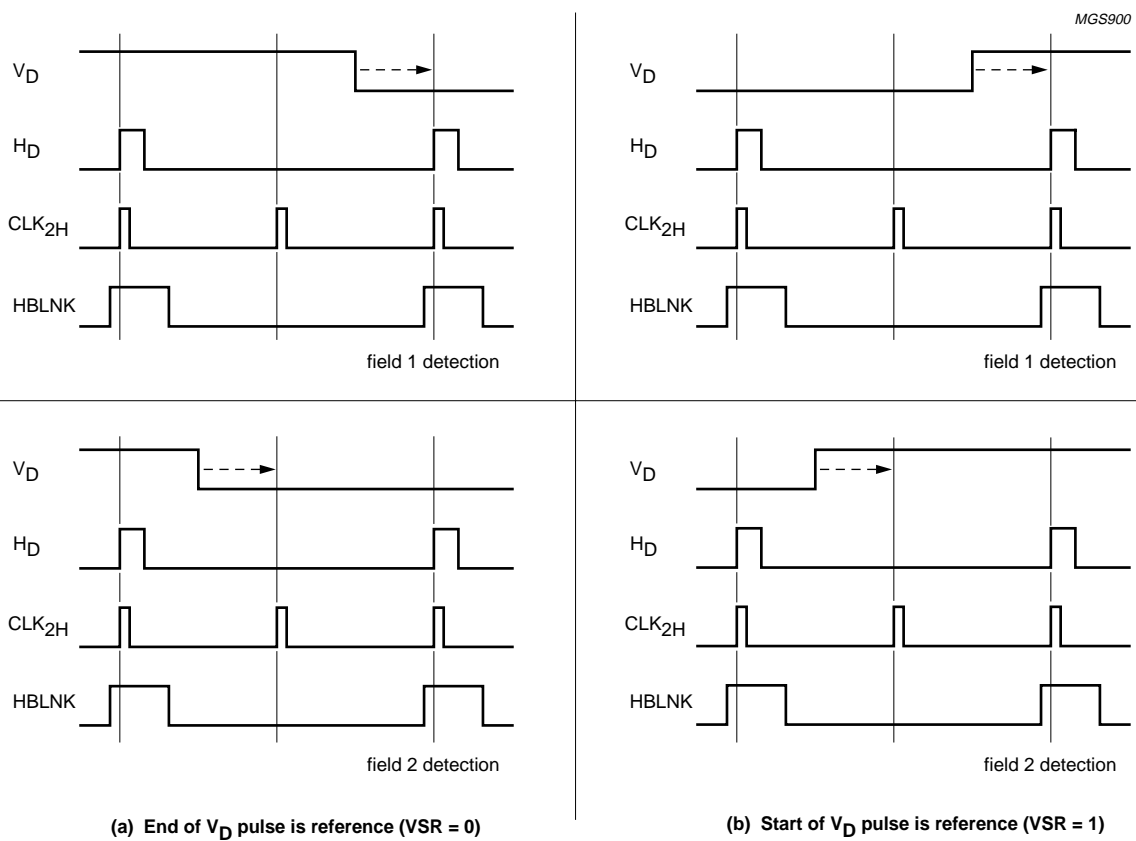 MGS900
VD
HD
CLK2H
HBLNK
field 1 detection
VD
HD
CLK2H
HBLNK
field 1 detection
VD
HD
CLK2H
HBLNK
field 2 detection
VD
HD
CLK2H
HBLNK
field 2 detection
(a) End of VD pulse is reference (VSR = 0)
(b) Start of VD pulse is reference (VSR = 1)